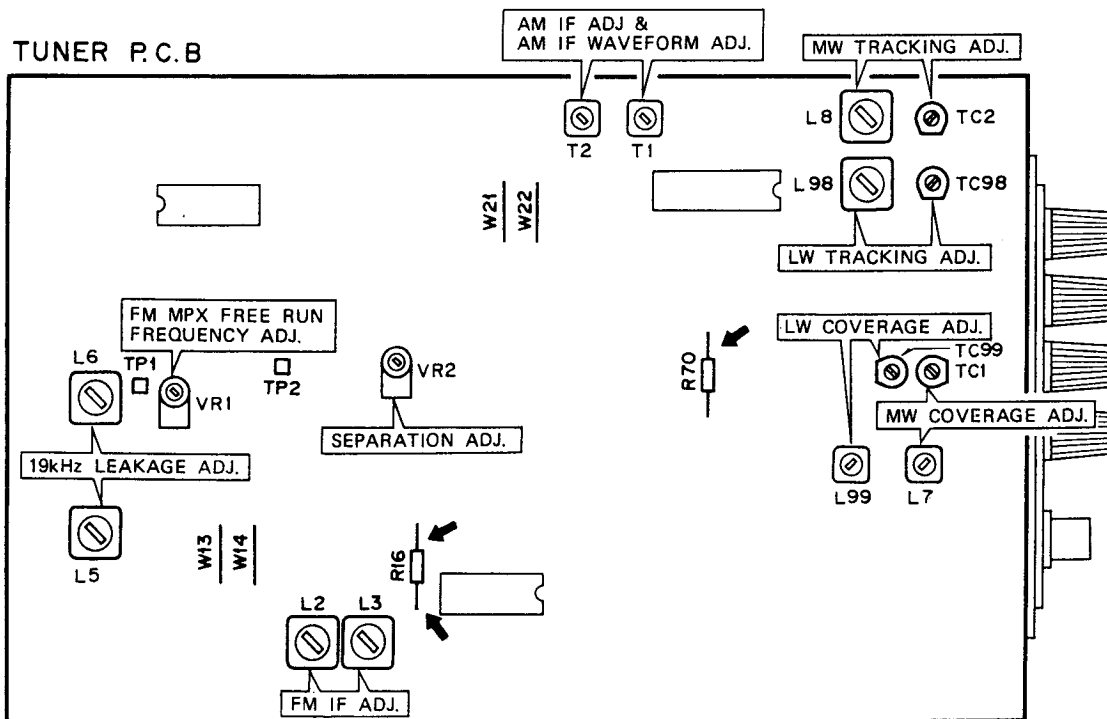 TUNER P.C.B
AM IF ADJ &
AM IF WAVEFORM ADJ.
MW TRACKING ADJ.
T2
T1
L8
TC2
L98
TC98
LW TRACKING ADJ.
W21
W22
FM MPX FREE RUN
FREQUENCY ADJ.
LW COVERAGE ADJ.
L6
TP1
VR1
TP2
VR2
R70
TC99
TC1
SEPARATION ADJ.
MW COVERAGE ADJ.
19kHz LEAKAGE ADJ.
L99
L7
L5
W13
W14
R16
L2
L3
FM IF ADJ.